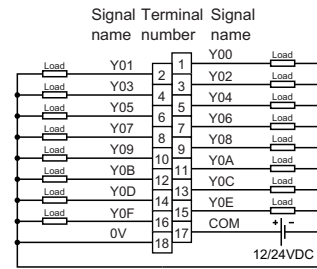 Signal Terminal Signal
name number name
1 Y00 Load
Load Y01 2
3 Y02 Load
Load Y03 4
5 Y04 Load
Load Y05 6
7 Y06 Load
Load Y07 8
9 Y08 Load
Load Y09 10
11 Y0A Load
Load Y0B 12
13 Y0C Load
Load Y0D 14
15 Y0E Load
Load Y0F 16
17 COM + -
0V 18
12/24VDC